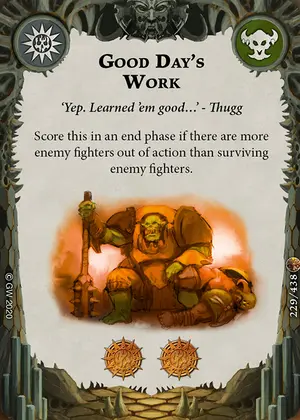 Good Day's
Work
'Yep. Learned 'em good...' - Thugg
Score this in an end phase if there are more
enemy fighters out of action than surviving
enemy fighters.
© GW 2020
229/438